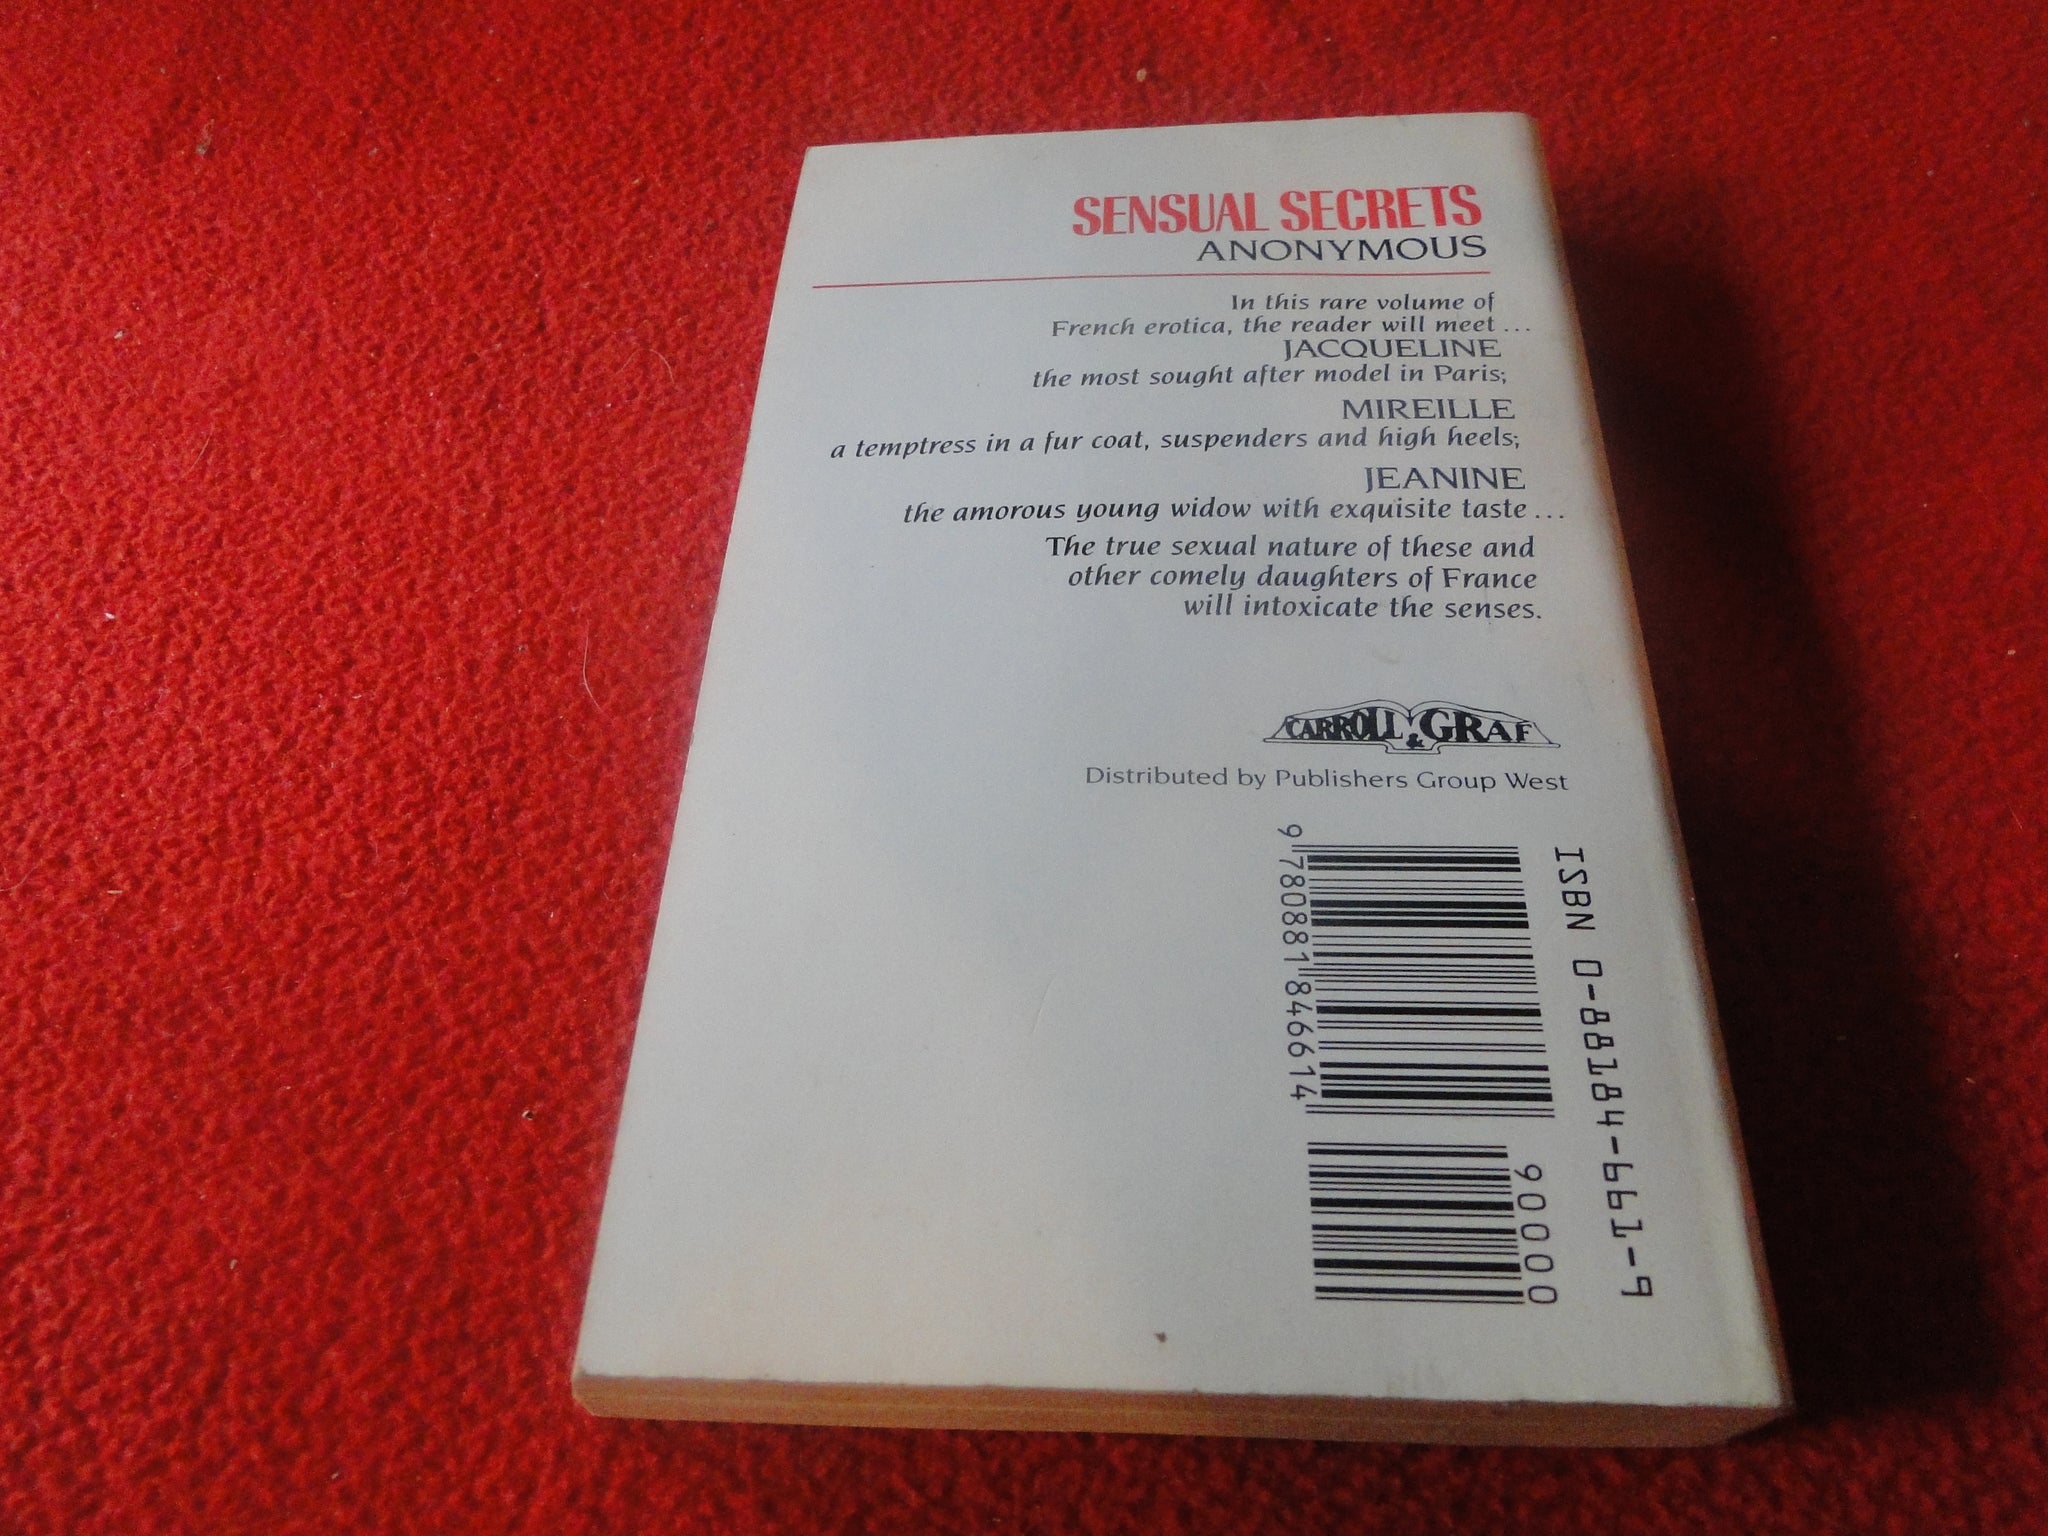 SENSUAL SECRETS
ANONYMOUS
In this rare volume of
French erotica, the reader will meet...
JACQUELINE
the most sought after model in Paris;
MIREILLE
a temptress in a fur coat, suspenders and high heels;
JEANINE
the amorous young widow with exquisite taste...
The true sexual nature of these and
other comely daughters of France
will intoxicate the senses.
CARROLL & GRAF
Distributed by Publishers Group West
ISBN 0-88184-661-9
9 780881 846614
90000